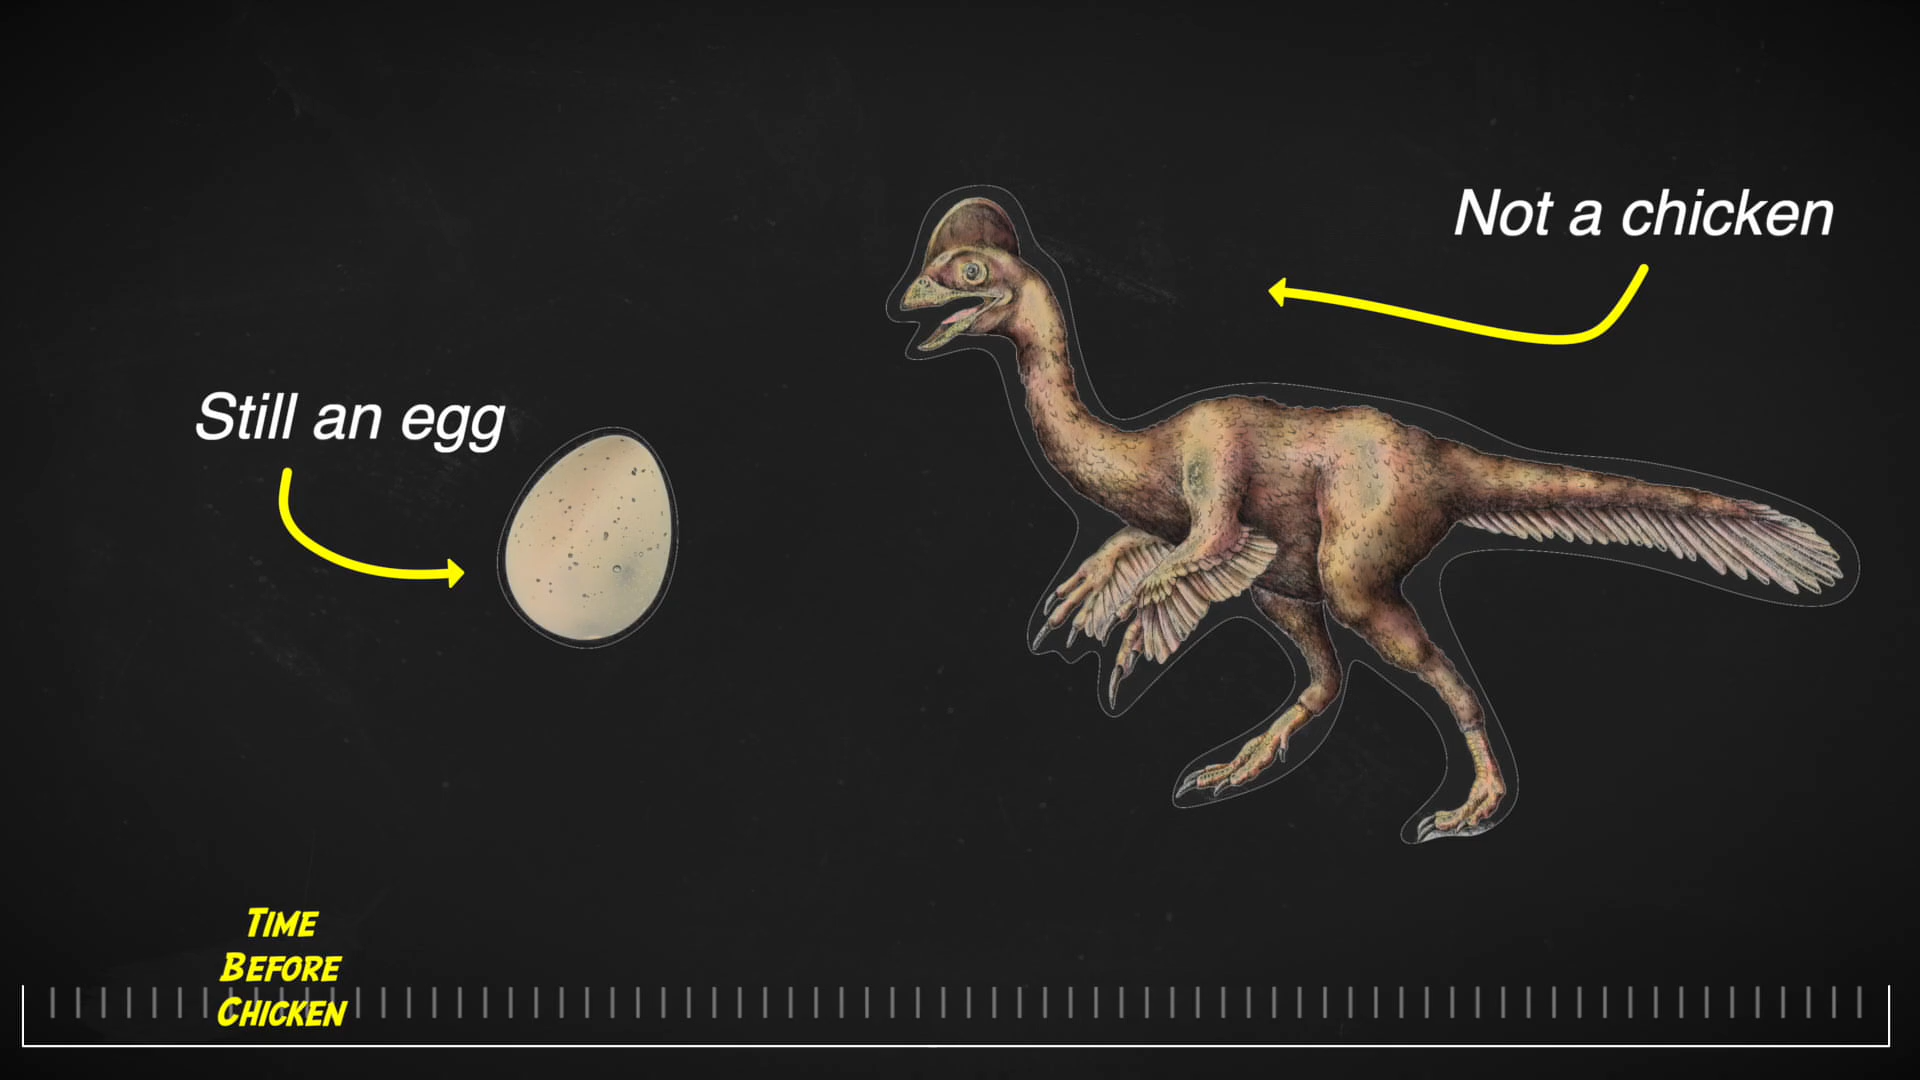 Not a chicken
Still an egg
TIME
BEFORE
CHICKEN